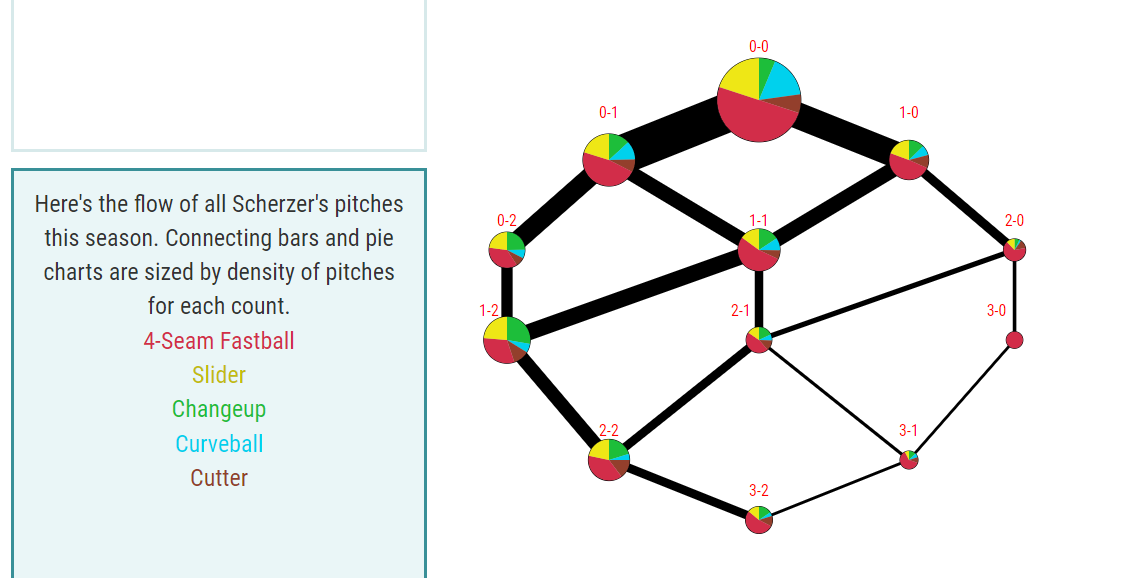 Here's the flow of all Scherzer's pitches
this season. Connecting bars and pie
charts are sized by density of pitches
for each count.
4-Seam Fastball
Slider
Changeup
Curveball
Cutter
0-0
0-1
1-0
0-2
1-1
2-0
1-2
2-1
3-0
2-2
3-1
3-2